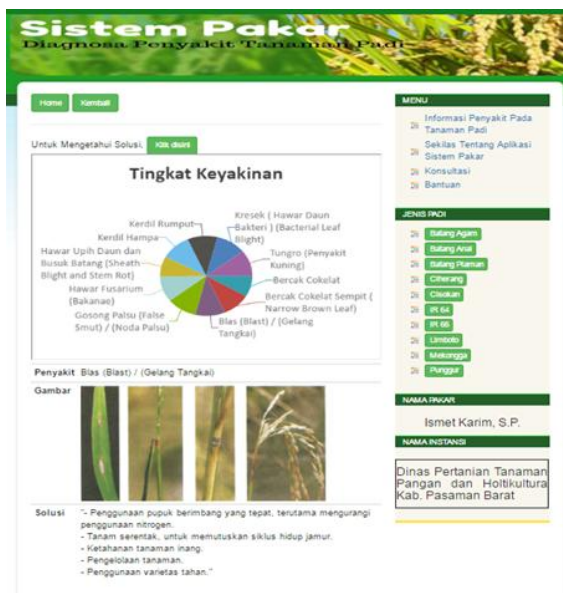 Sistem Pakar
Diagnosa Penyakit Tanaman Padi
Home
Kembali
Untuk Mengetahui Solusi, Klik disini
Tingkat Keyakinan
Kresek ( Hawar Daun
Bakteri ) (Bacterial Leaf
Blight)
Tungro (Penyakit
Kuning)
Bercak Cokelat
Bercak Cokelat Sempit (
Narrow Brown Leaf)
Blas (Blast) / (Gelang
Tangkai)
Gosong Palsu (False
Smut) / (Noda Palsu)
Hawar Fusarium
(Bakanae)
Hawar Upih Daun dan
Busuk Batang (Sheath
Blight and Stem Rot)
Kerdil Hampa
Kerdil Rumput
Penyakit Blas (Blast) / (Gelang Tangkai)
Gambar
Solusi "- Penggunaan pupuk berimbang yang tepat, terutama mengurangi
penggunaan nitrogen.
- Tanam serentak, untuk memutuskan siklus hidup jamur.
- Ketahanan tanaman inang.
- Pengelolaan tanaman.
- Penggunaan varietas tahan."
MENU
Informasi Penyakit Pada
Tanaman Padi
Sekilas Tentang Aplikasi
Sistem Pakar
Konsultasi
Bantuan
JENIS PADI
Batang Agam
Batang Anai
Batang Piaman
Ciherang
Cisokan
IR 64
IR 66
Limboto
Mekongga
Punggur
NAMA PAKAR
Ismet Karim, S.P.
NAMA INSTANSI
Dinas Pertanian Tanaman
Pangan dan Holtikultura
Kab. Pasaman Barat